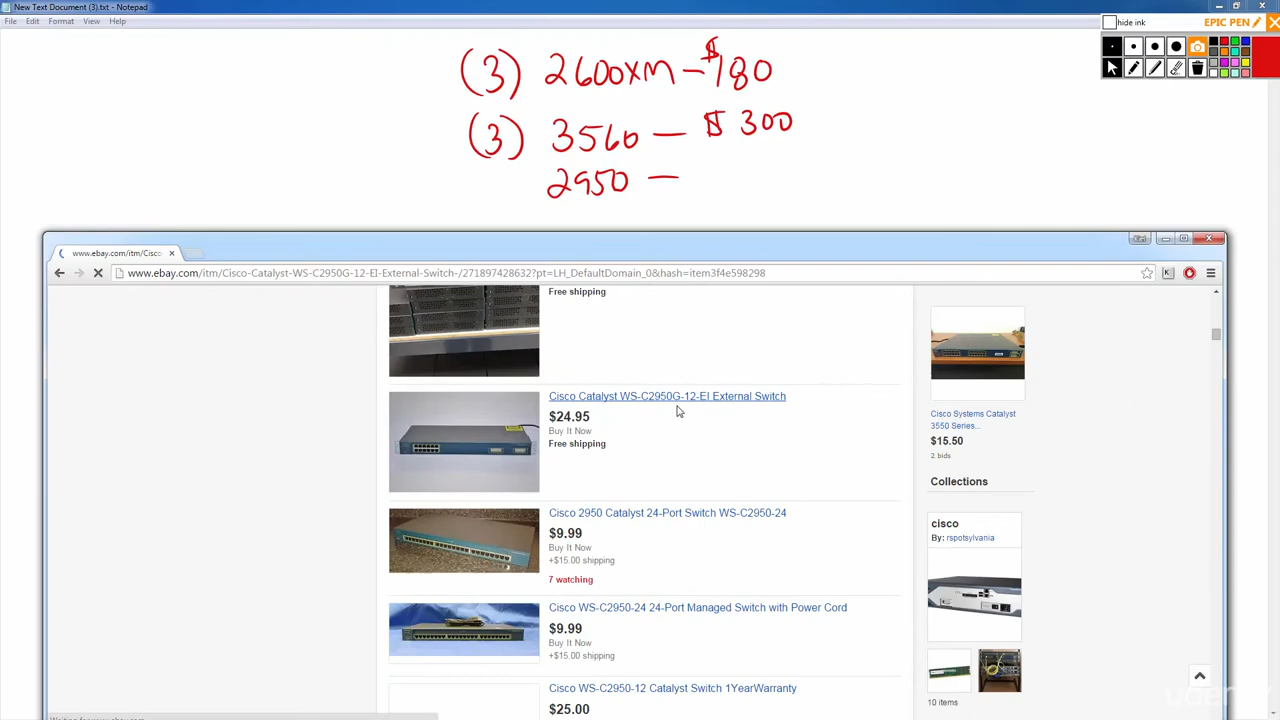 New Text Document (3).txt - Notepad
File Edit Format View Help
hide ink
EPIC PEN
(3) 2600xm - $180
(3) 3560 - $300
2950 -
www.ebay.com/itm/Cisco-
www.ebay.com/itm/Cisco-Catalyst-WS-C2950G-12-EI-External-Switch-/271897428632?pt=LH_DefaultDomain_0&hash=item3f4e598298
Free shipping
Cisco Catalyst WS-C2950G-12-EI External Switch
$24.95
Buy It Now
Free shipping
Cisco 2950 Catalyst 24-Port Switch WS-C2950-24
$9.99
Buy It Now
+$15.00 shipping
7 watching
Cisco WS-C2950-24 24-Port Managed Switch with Power Cord
$9.99
Buy It Now
+$15.00 shipping
Cisco WS-C2950-12 Catalyst Switch 1YearWarranty
$25.00
Cisco Systems Catalyst
3550 Series...
$15.50
2 bids
Collections
cisco
By: rspotsylvania
10 items
udemy